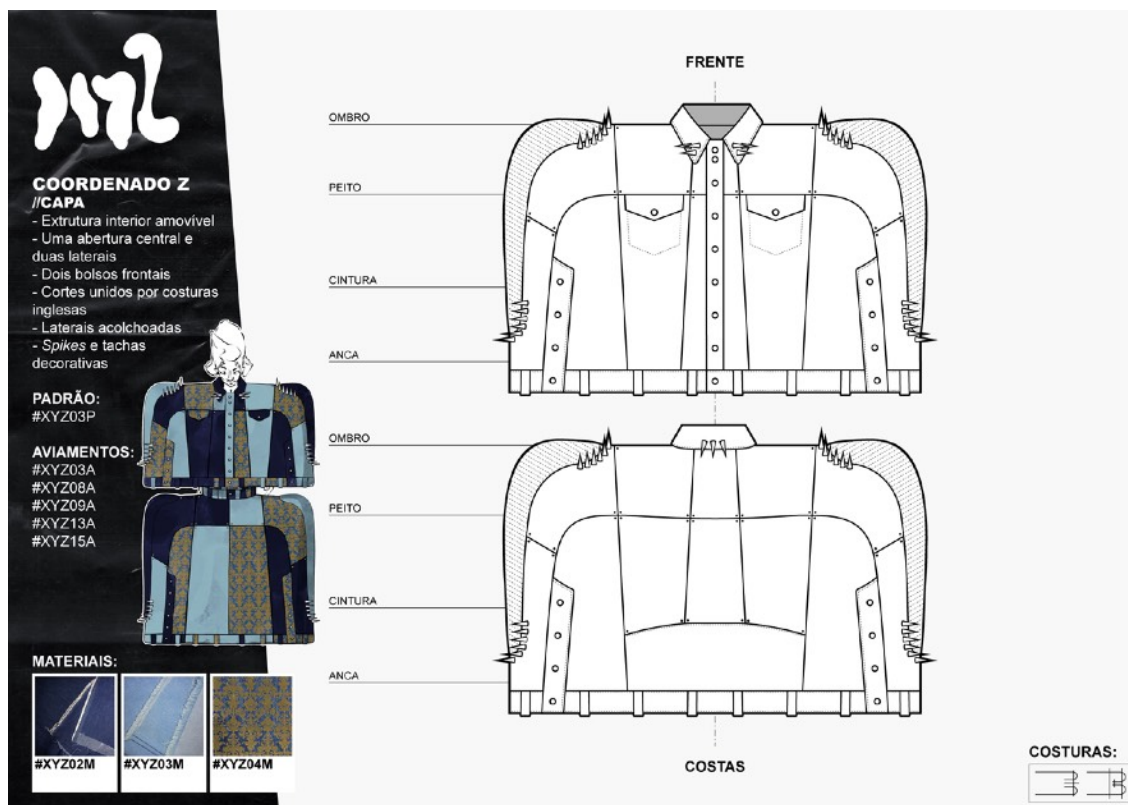 COORDENADO Z
//CAPA
- Extrutura interior amovível
- Uma abertura central e
duas laterais
- Dois bolsos frontais
- Cortes unidos por costuras
inglesas
- Laterais acolchoadas
- Spikes e tachas
decorativas
PADRÃO:
#XYZ03P
AVIAMENTOS:
#XYZ03A
#XYZ08A
#XYZ09A
#XYZ13A
#XYZ15A
MATERIAIS:
#XYZ02M
#XYZ03M
#XYZ04M
FRENTE
OMBRO
PEITO
CINTURA
ANCA
OMBRO
PEITO
CINTURA
ANCA
COSTAS
COSTURAS: